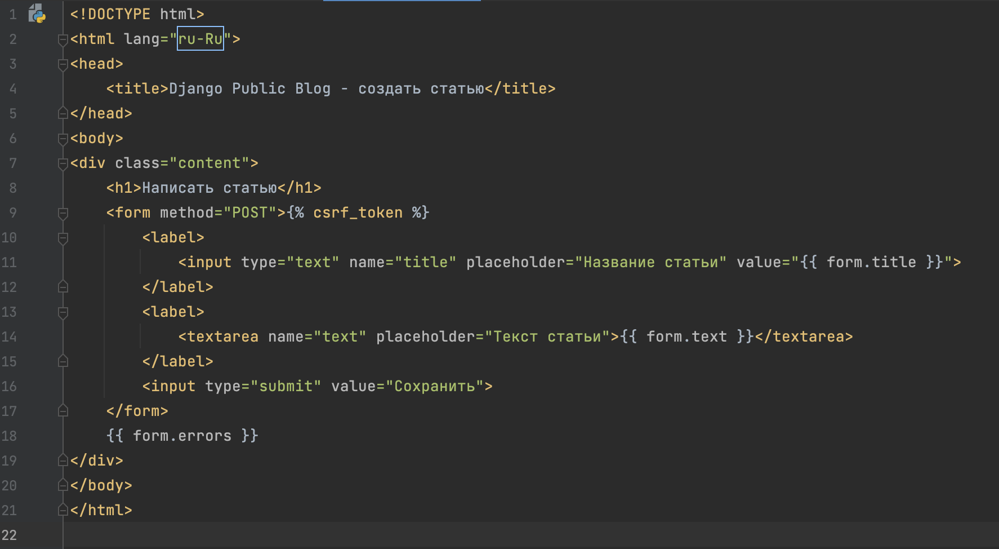 1 <!DOCTYPE html>
2 <html lang="ru-Ru">
3 <head>
4     <title>Django Public Blog - создать статью</title>
5 </head>
6 <body>
7 <div class="content">
8     <h1>Написать статью</h1>
9     <form method="POST">{% csrf_token %}
10         <label>
11             <input type="text" name="title" placeholder="Название статьи" value="{{ form.title }}">
12         </label>
13         <label>
14             <textarea name="text" placeholder="Текст статьи">{{ form.text }}</textarea>
15         </label>
16         <input type="submit" value="Сохранить">
17     </form>
18     {{ form.errors }}
19 </div>
20 </body>
21 </html>
22